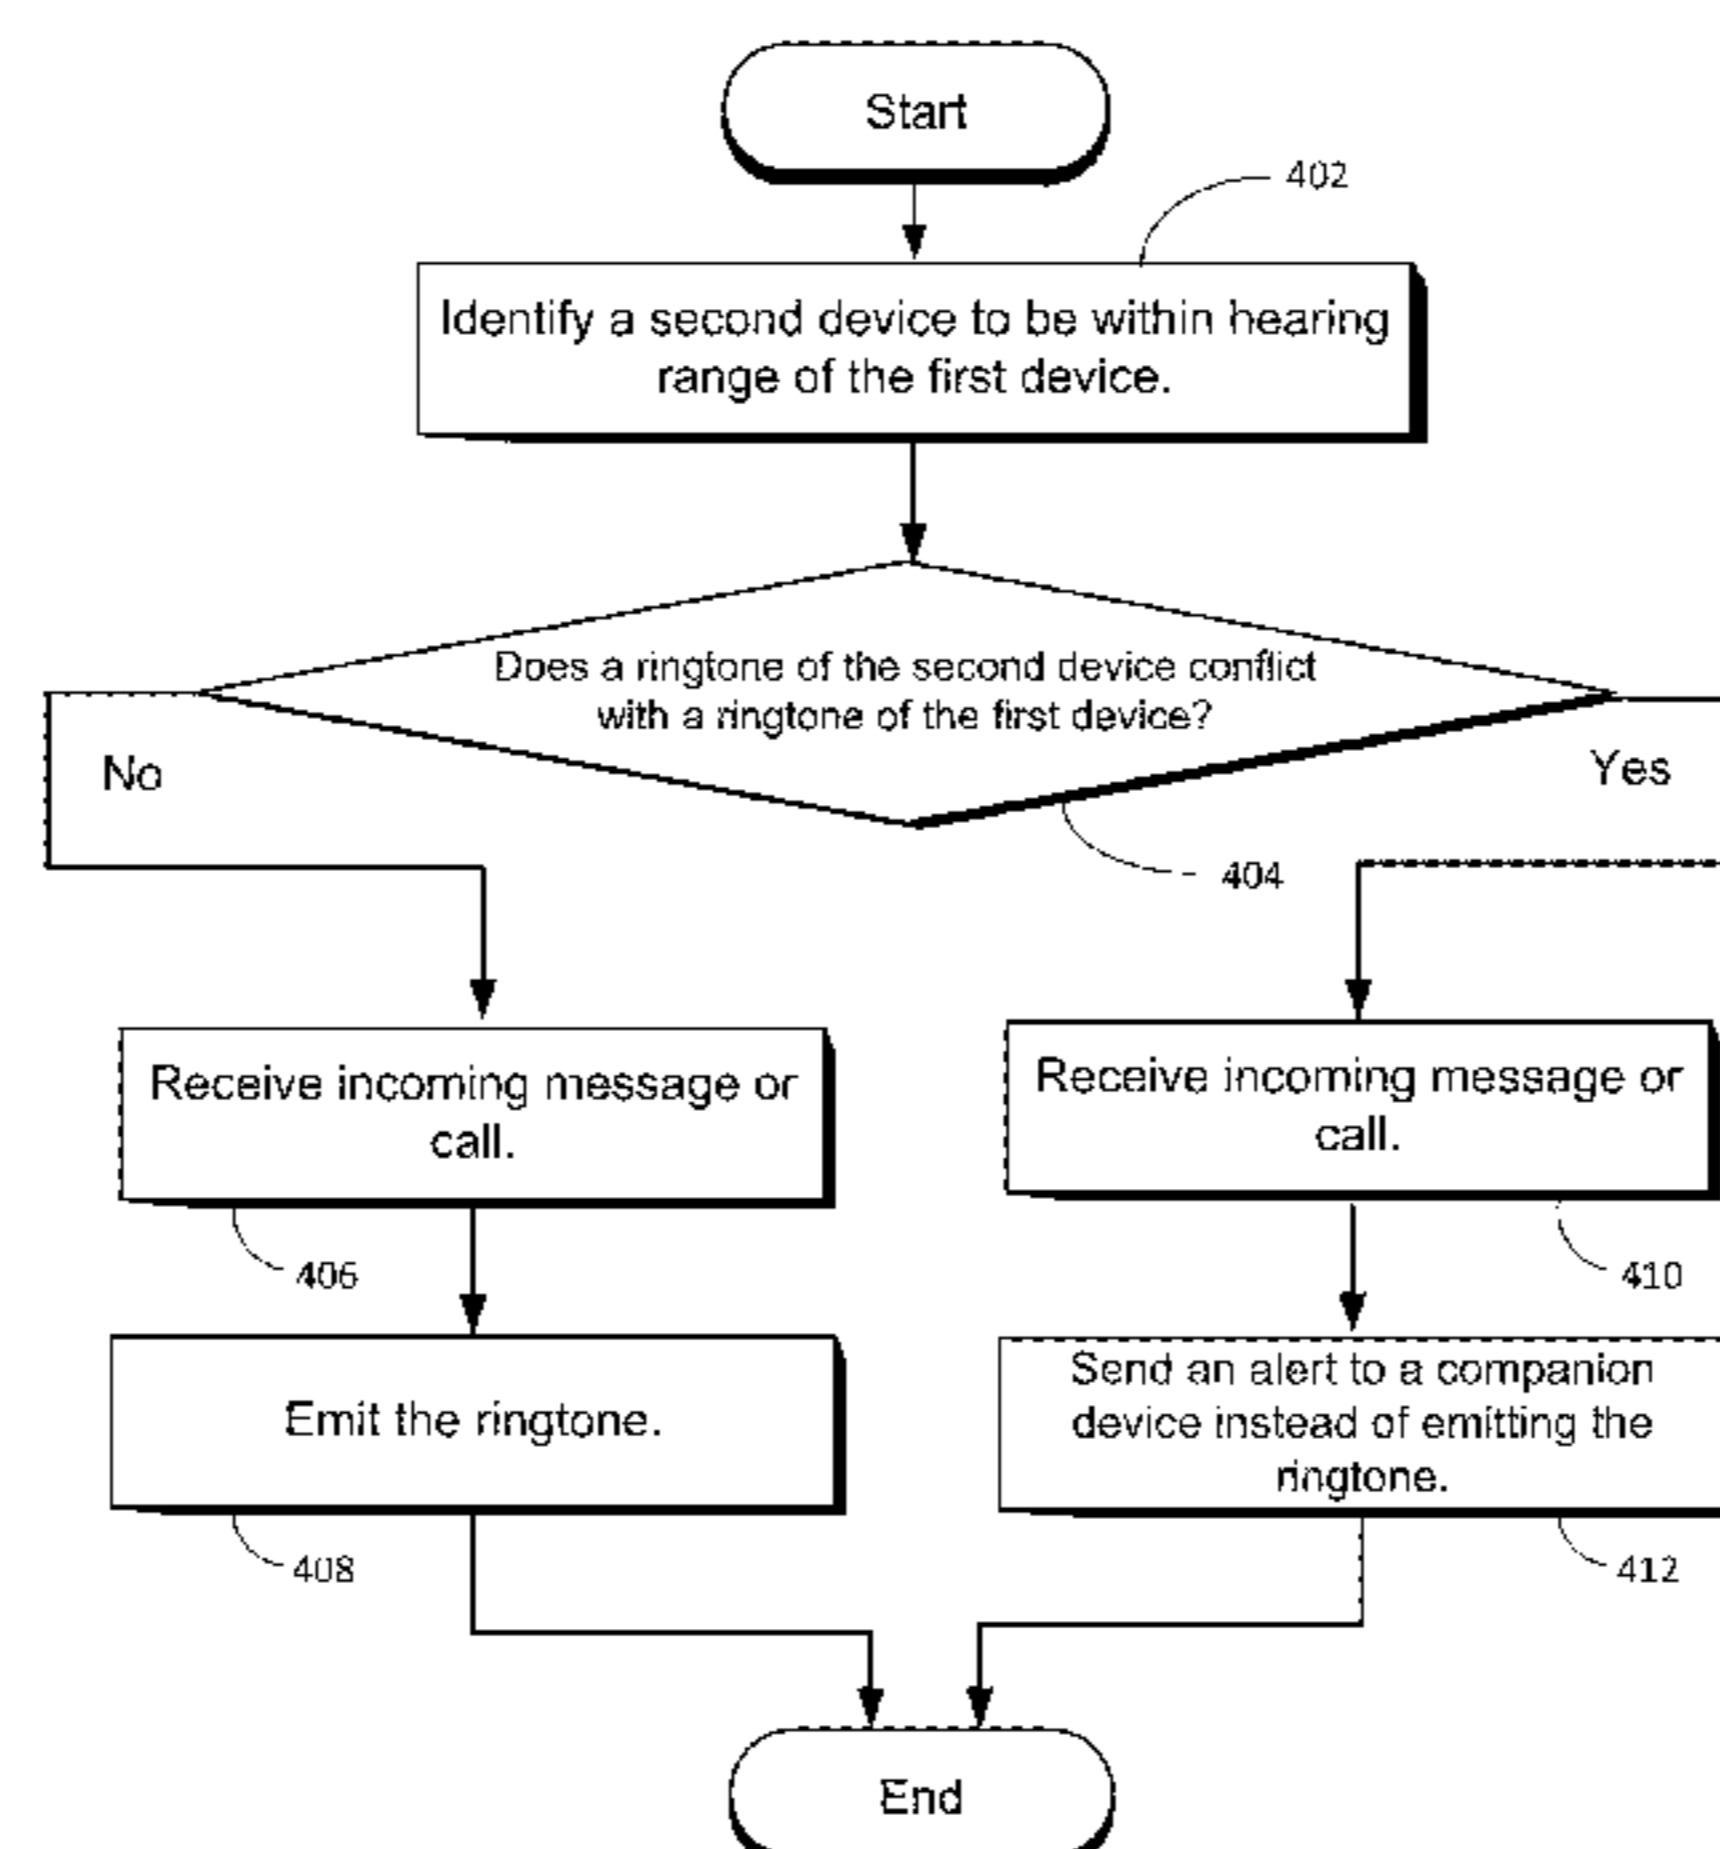 Start
402
Identify a second device to be within hearing
range of the first device.
Does a ringtone of the second device conflict
with a ringtone of the first device?
No
Yes
404
Receive incoming message or
call.
Receive incoming message or
call.
406
410
Emit the ringtone.
Send an alert to a companion
device instead of emitting the
ringtone.
408
412
End